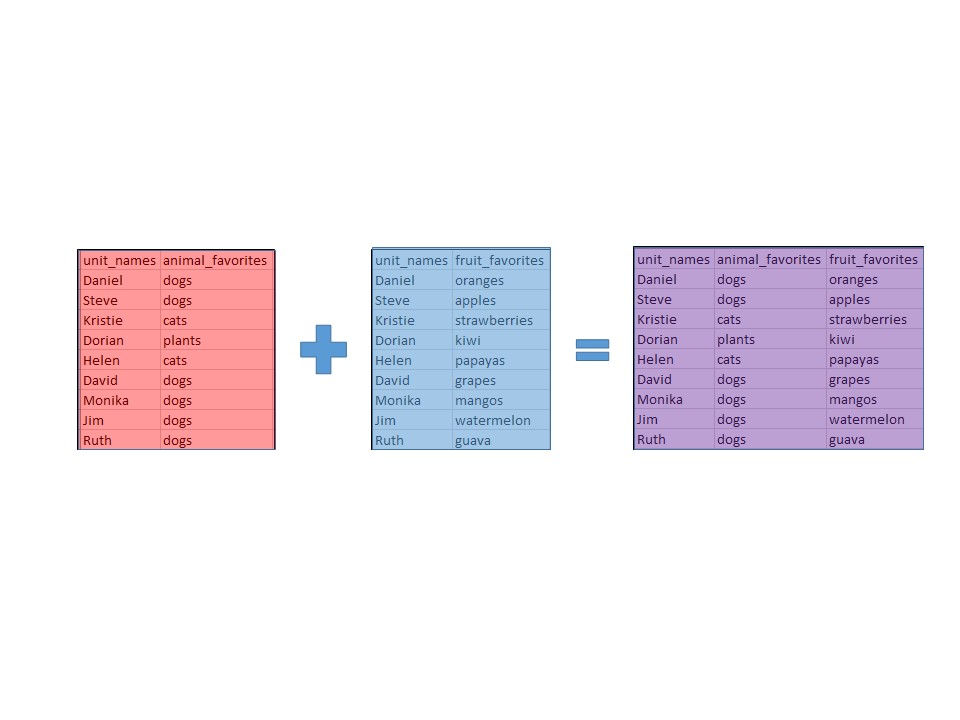 unit_names animal_favorites
Daniel dogs
Steve dogs
Kristie cats
Dorian plants
Helen cats
David dogs
Monika dogs
Jim dogs
Ruth dogs
unit_names fruit_favorites
Daniel oranges
Steve apples
Kristie strawberries
Dorian kiwi
Helen papayas
David grapes
Monika mangos
Jim watermelon
Ruth guava
unit_names animal_favorites fruit_favorites
Daniel dogs oranges
Steve dogs apples
Kristie cats strawberries
Dorian plants kiwi
Helen cats papayas
David dogs grapes
Monika dogs mangos
Jim dogs watermelon
Ruth dogs guava